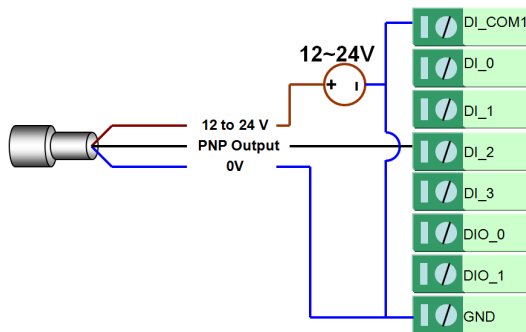 12~24V
+ -
12 to 24 V
PNP Output
0V
DI_COM1
DI_0
DI_1
DI_2
DI_3
DIO_0
DIO_1
GND